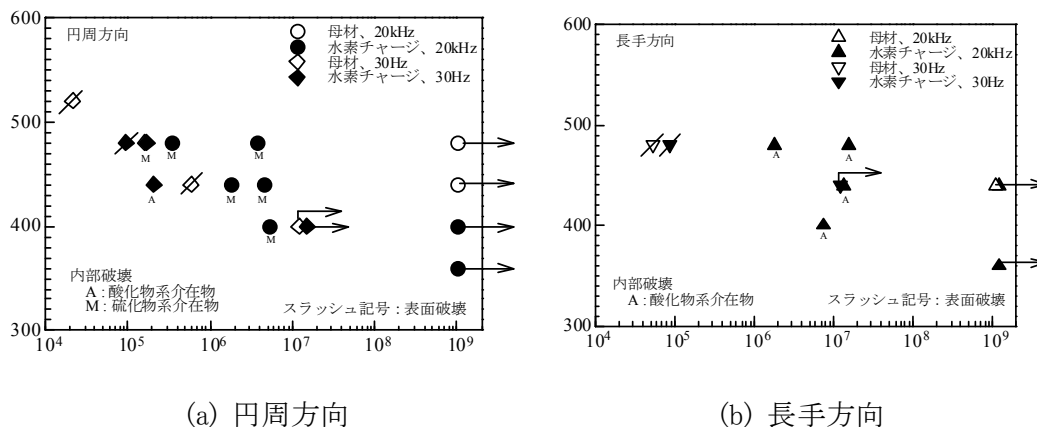 600
500
400
300
10⁴
10⁵
10⁶
10⁷
10⁸
10⁹
円周方向
母材、20kHz
水素チャージ、20kHz
母材、30Hz
水素チャージ、30Hz
M
M
M
A
M
M
M
内部破壊
A : 酸化物系介在物
M : 硫化物系介在物
スラッシュ記号 : 表面破壊
(a) 円周方向
600
500
400
300
10⁴
10⁵
10⁶
10⁷
10⁸
10⁹
長手方向
母材、20kHz
水素チャージ、20kHz
母材、30Hz
水素チャージ、30Hz
A
A
A
A
内部破壊
A : 酸化物系介在物
スラッシュ記号 : 表面破壊
(b) 長手方向